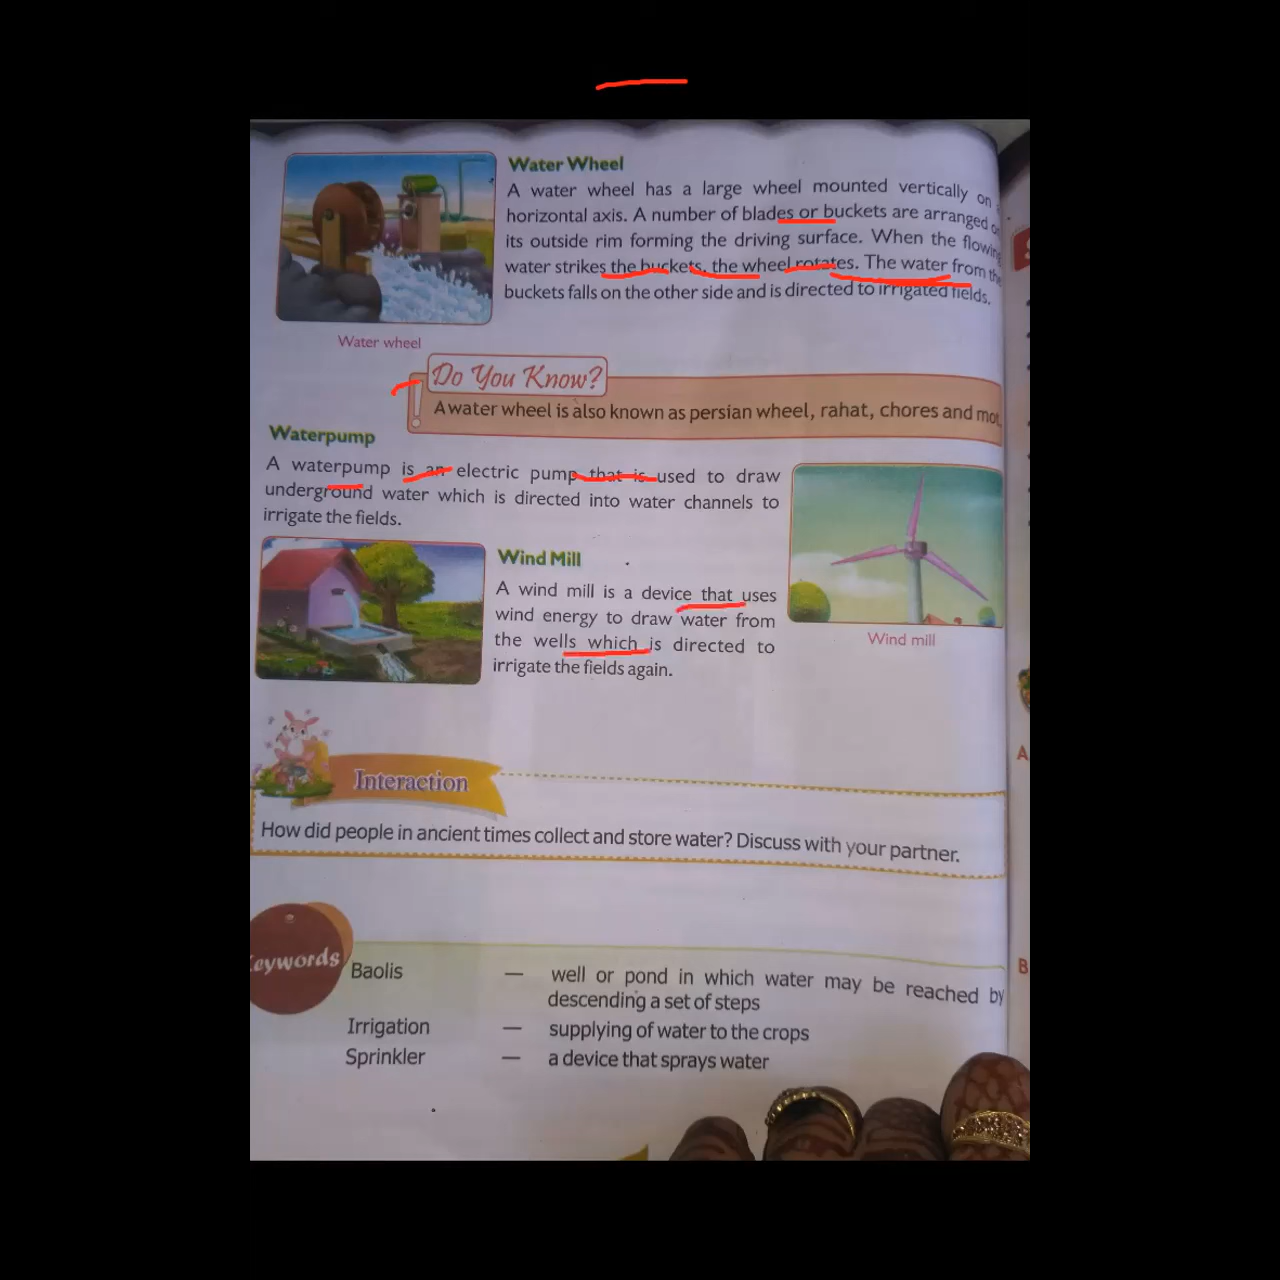 Water Wheel
A water wheel has a large wheel mounted vertically on
horizontal axis. A number of blades or buckets are arranged
its outside rim forming the driving surface. When the flowing
water strikes the buckets, the wheel rotates. The water from the
buckets falls on the other side and is directed to irrigated fields.
Water wheel
Do You Know?
A water wheel is also known as persian wheel, rahat, chores and
Waterpump
A waterpump is an electric pump that is used to draw
underground water which is directed into water channels to
irrigate the fields.
Wind Mill
A wind mill is a device that uses
wind energy to draw water from
the wells which is directed to
irrigate the fields again.
Wind mill
Interaction
How did people in ancient times collect and store water? Discuss with your partner.
Keywords
Baolis — well or pond in which water may be reached by
descending a set of steps
Irrigation — supplying of water to the crops
Sprinkler — a device that sprays water
A
B